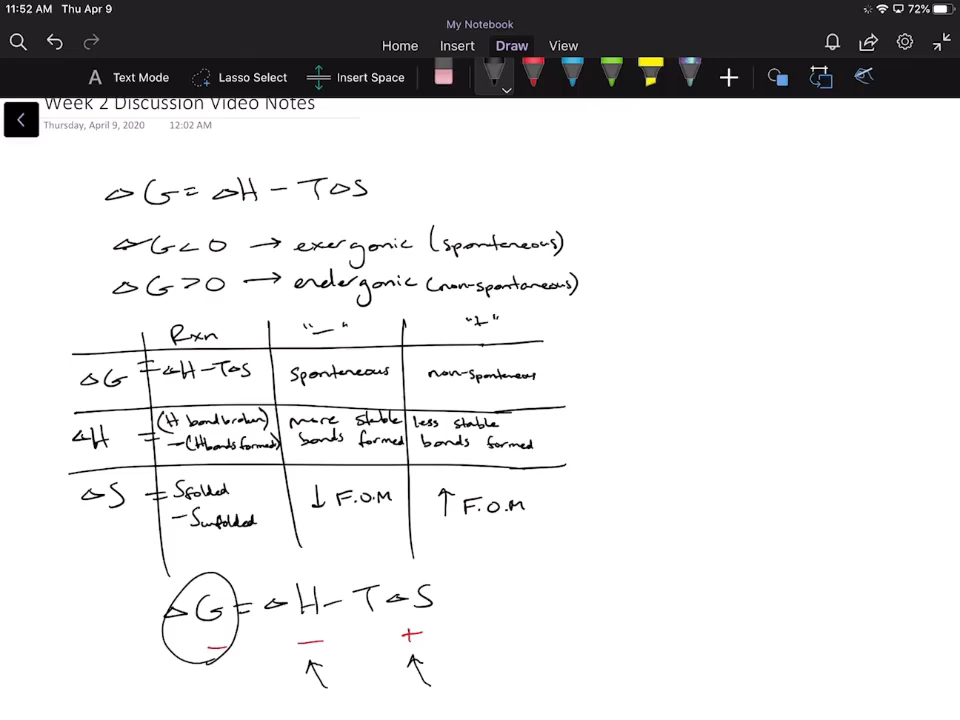 11:52 AM Thu Apr 9
72%
My Notebook
Home Insert Draw View
A Text Mode Lasso Select Insert Space
Week 2 Discussion Video Notes
Thursday, April 9, 2020 12:02 AM
ΔG = ΔH - TΔS
ΔG < 0 → exergonic (spontaneous)
ΔG > 0 → endergonic (non-spontaneous)
Rxn "-" "+"
ΔG = ΔH - TΔS spontaneous non-spontaneous
ΔH = (H bond broken) - (H bonds formed) more stable bonds formed less stable bonds formed
ΔS = Sfolded - Sunfolded ↓ F.O.M ↑ F.O.M
ΔG = ΔH - TΔS
- - +
↑ ↑